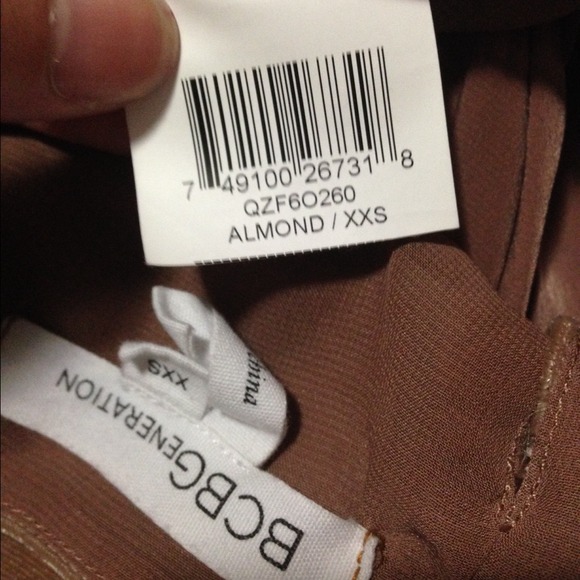 7 49100 26731 8
QZF6O260
ALMOND / XXS
XXS
BCBGENERATION